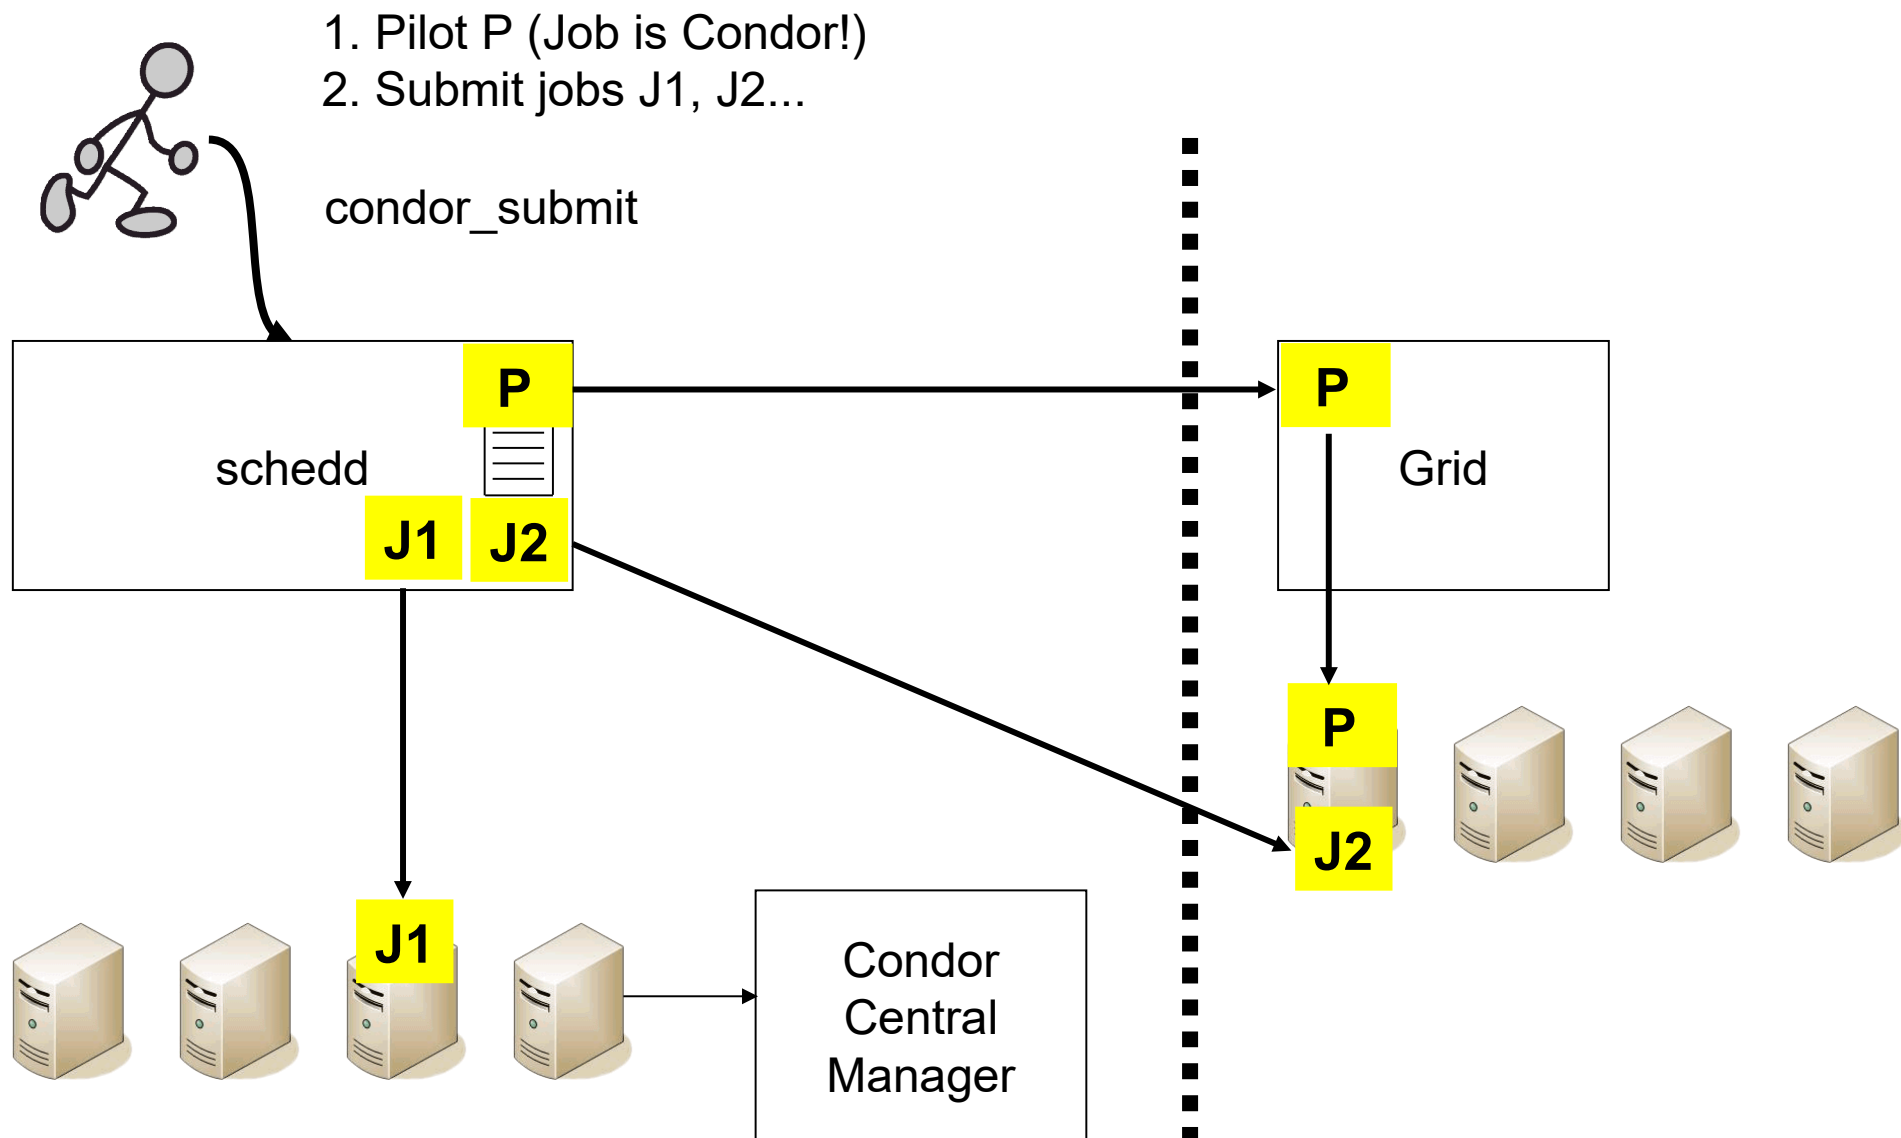 1. Pilot P (Job is Condor!)
2. Submit jobs J1, J2...
condor_submit
P
P
schedd
Grid
J1
J2
P
J2
J1
Condor
Central
Manager